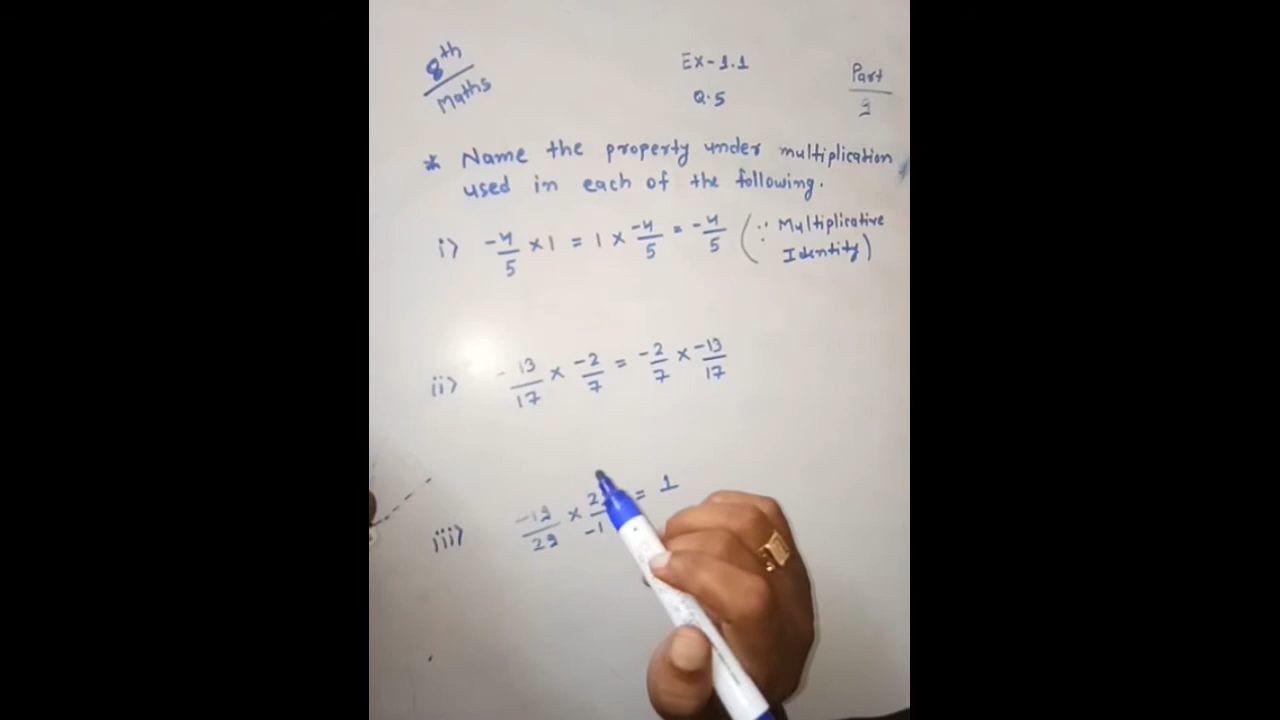 8th
Maths
Ex-1.1
Q.5
Part
1
* Name the property under multiplication
used in each of the following.
i) -4/5 × 1 = 1 × -4/5 = -4/5 (∵ Multiplicative
Identity)
ii) -13/17 × -2/7 = -2/7 × -13/17
iii) -19/29 × = 1